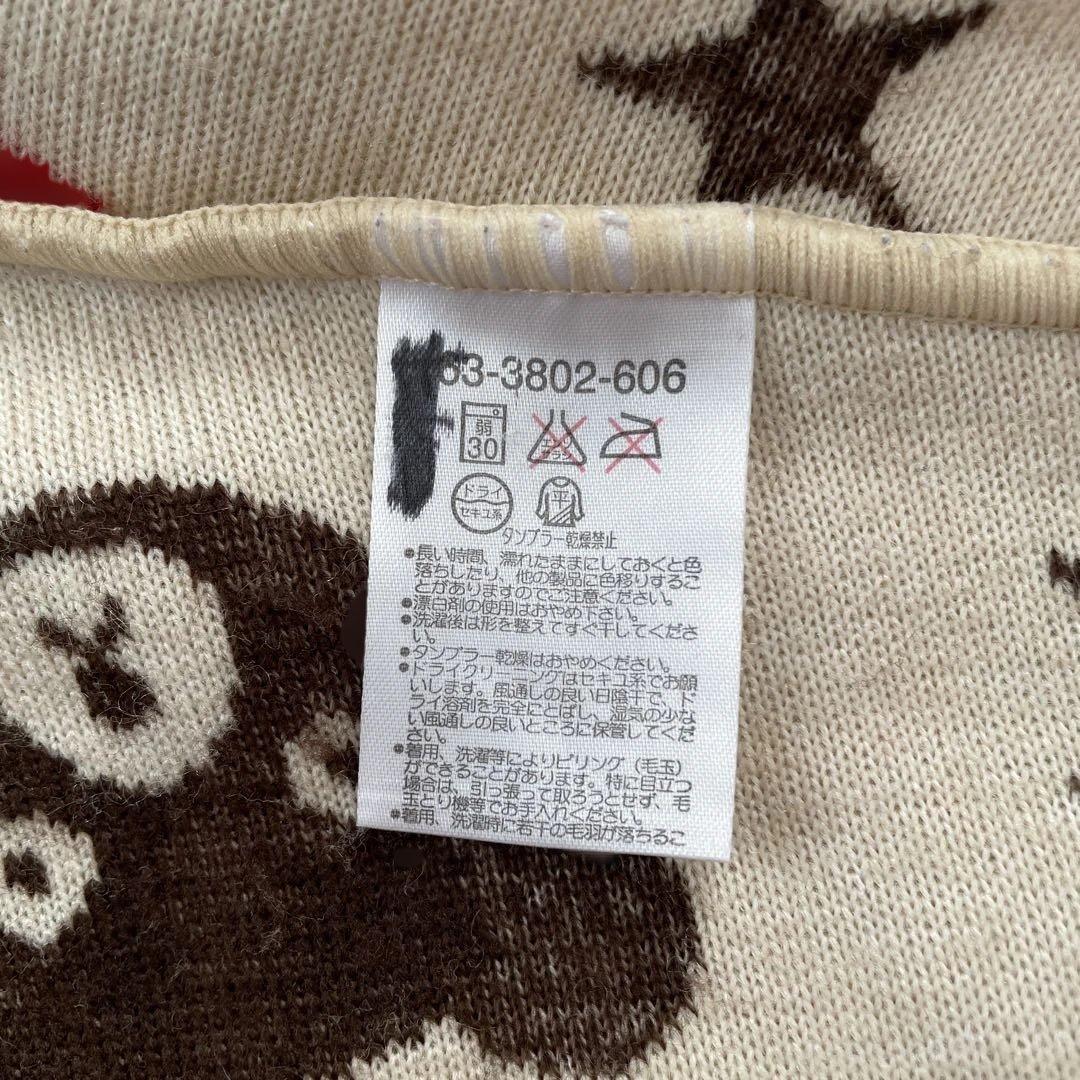 63-3802-606
弱
30
エンソ
サラシ
ドライ
セキユ系
平
タンブラー乾燥禁止
●長い時間、濡れたままにしておくと色
落ちしたり、他の製品に色移りするこ
とがありますのでご注意ください。
●漂白剤の使用はおやめ下さい。
●洗濯後は形を整えてすぐ干してくださ
い。
●タンブラー乾燥はおやめください。
●ドライクリーニングはセキユ系でお願
いします。風通しの良い日陰干で、ド
ライ溶剤を完全にとばし、湿気の少な
い風通しの良いところに保管してくだ
さい。
●着用、洗濯等によりピリング（毛玉）
ができることがあります。特に目立つ
場合は、引っ張って取ろうとせず、毛
玉とり機等でお手入れください。
●着用、洗濯時に若干の毛羽が落ちるこ